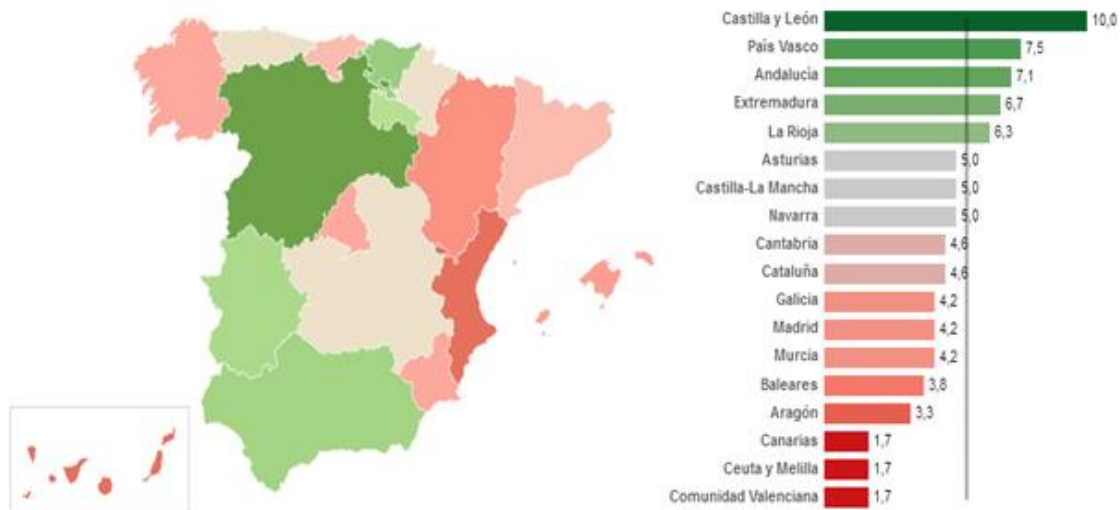 Castilla y León 10,0
País Vasco 7,5
Andalucía 7,1
Extremadura 6,7
La Rioja 6,3
Asturias 5,0
Castilla-La Mancha 5,0
Navarra 5,0
Cantabria 4,6
Cataluña 4,6
Galicia 4,2
Madrid 4,2
Murcia 4,2
Baleares 3,8
Aragón 3,3
Canarias 1,7
Ceuta y Melilla 1,7
Comunidad Valenciana 1,7